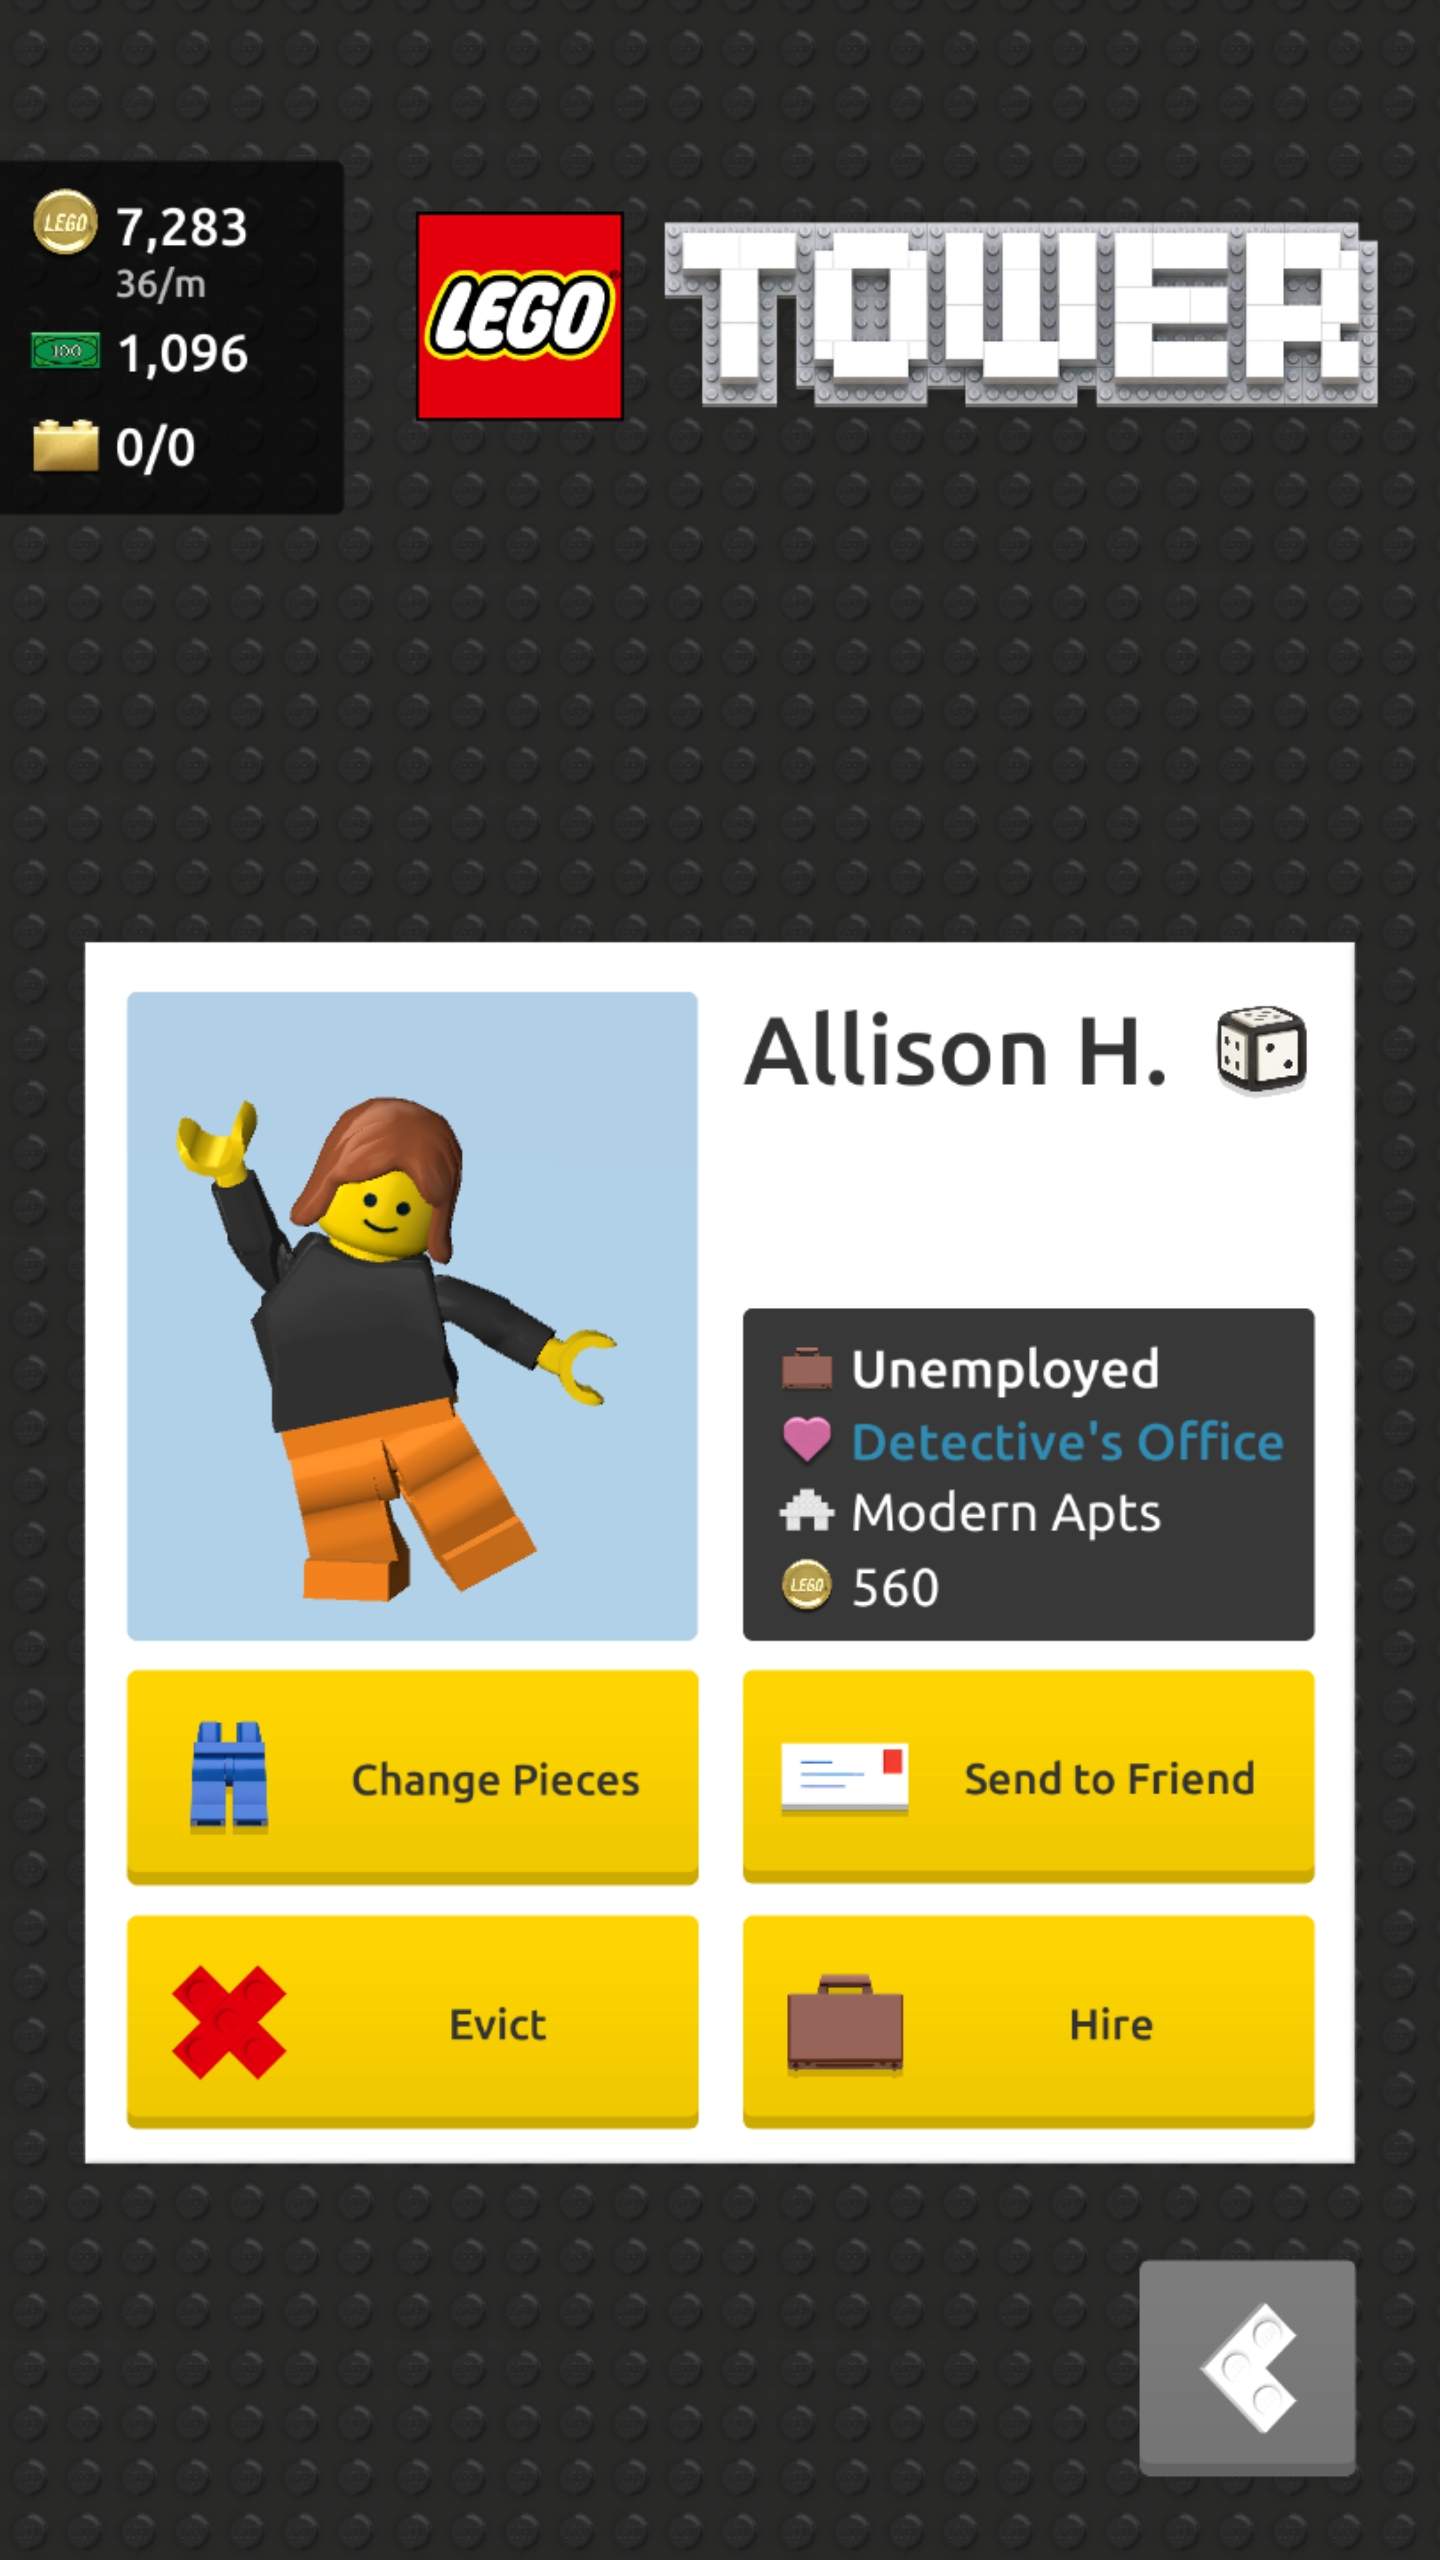 LEGO
7,283
36/m
100
1,096
0/0
LEGO
TOWER
Allison H.
Unemployed
Detective's Office
Modern Apts
LEGO
560
Change Pieces
Send to Friend
Evict
Hire